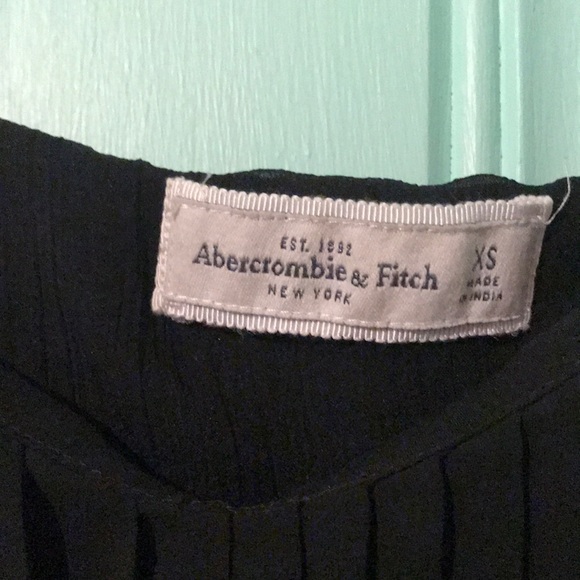 EST. 1892
Abercrombie & Fitch
NEW YORK
XS
MADE
IN INDIA